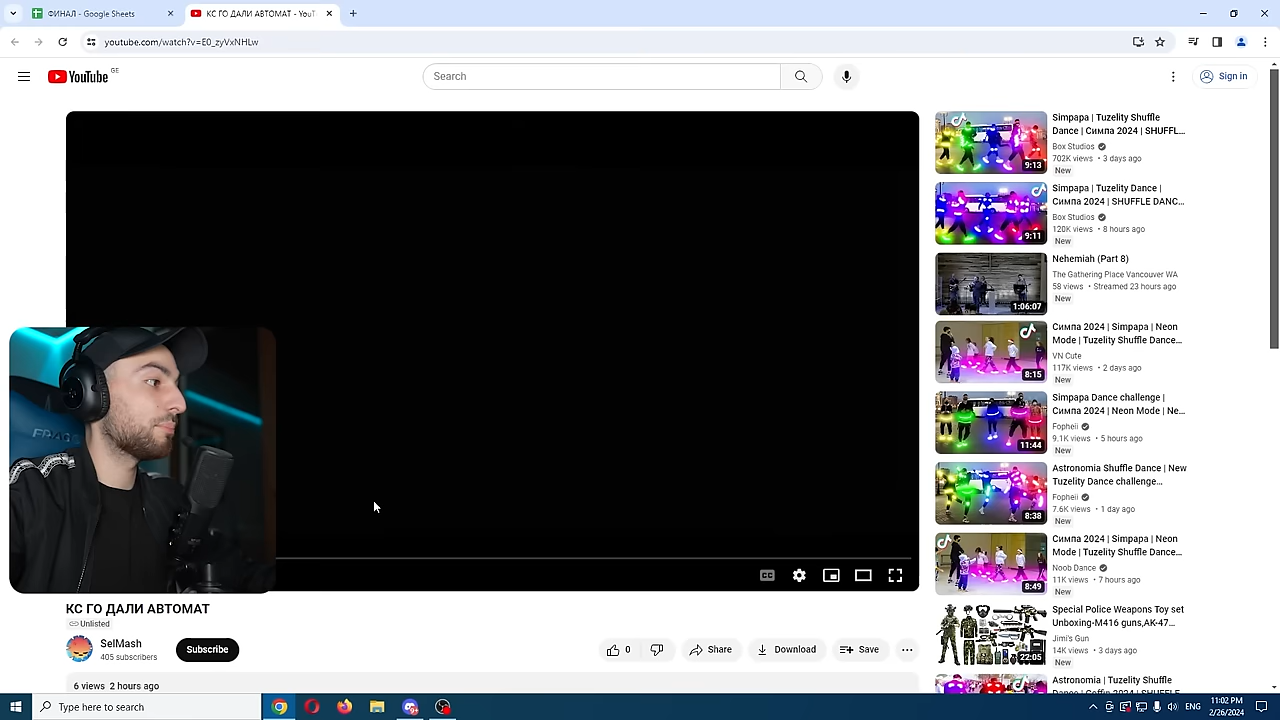 ФИНАЛ - Google Sheets
КС ГО ДАЛИ АВТОМАТ - YouT
youtube.com/watch?v=E0_zyVxNHLw
YouTube GE
Search
Sign in
Simpapa | Tuzelity Shuffle
Dance | Симпа 2024 | SHUFFL...
Box Studios
702K views • 3 days ago
New
9:13
Simpapa | Tuzelity Dance |
Симпа 2024 | SHUFFLE DANC...
Box Studios
120K views • 8 hours ago
New
9:11
Nehemiah (Part 8)
The Gathering Place Vancouver WA
58 views • Streamed 23 hours ago
New
1:06:07
Симпа 2024 | Simpapa | Neon
Mode | Tuzelity Shuffle Dance...
VN Cute
117K views • 2 days ago
New
8:15
Simpapa Dance challenge |
Симпа 2024 | Neon Mode | Ne...
Fopheii
9.1K views • 5 hours ago
New
11:44
Astronomia Shuffle Dance | New
Tuzelity Dance challenge...
Fopheii
7.6K views • 1 day ago
New
8:38
Симпа 2024 | Simpapa | Neon
Mode | Tuzelity Shuffle Dance...
Noob Dance
11K views • 7 hours ago
New
8:49
Special Police Weapons Toy set
Unboxing-M416 guns,AK-47...
Jimi's Gun
14K views • 3 days ago
New
22:05
Astronomia | Tuzelity Shuffle
Dance | Coffin 2024 | SHUFFLE
CC
КС ГО ДАЛИ АВТОМАТ
Unlisted
SelMash
405 subscribers
Subscribe
0
Share
Download
Save
6 views 2 hours ago
Type here to search
ENG
11:02 PM
2/26/2024